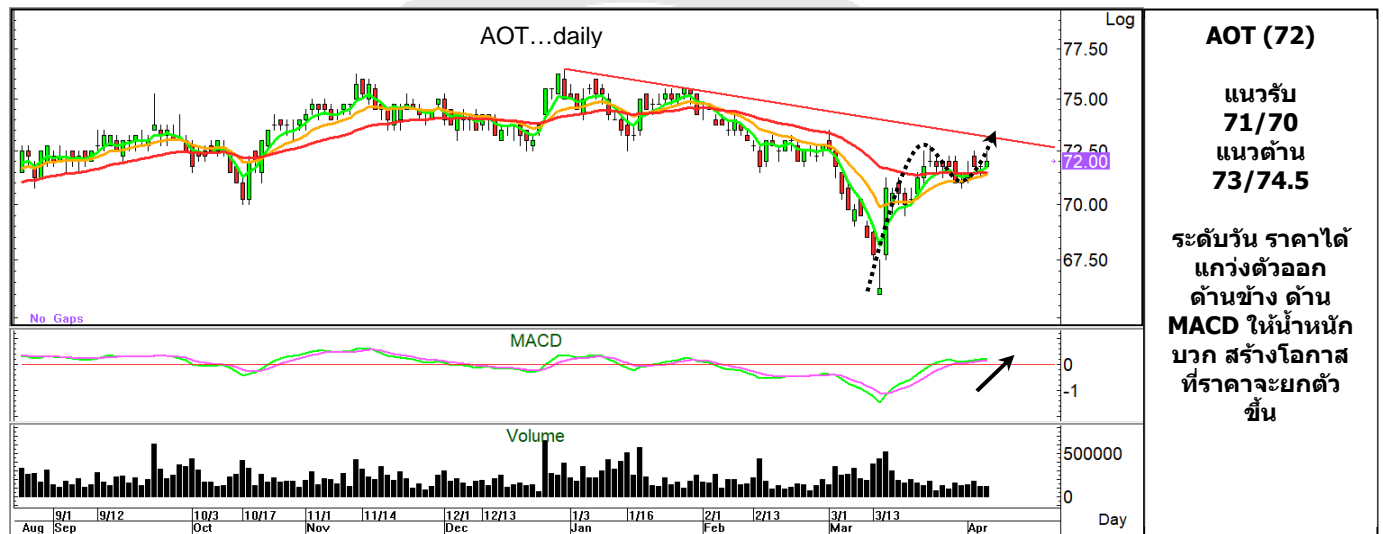 AOT…daily
Log
77.50
75.00
72.50
72.00
70.00
67.50
No Gaps
MACD
0
-1
Volume
500000
0
9/1 9/12 10/3 10/17 11/1 11/14 12/1 12/13 1/3 1/16 2/1 2/13 3/1 3/13
Aug Sep Oct Nov Dec Jan Feb Mar Apr
Day
AOT (72)
แนวรับ
71/70
แนวต้าน
73/74.5
ระดับวัน ราคาได้
แกว่งตัวออก
ด้านข้าง ด้าน
MACD ให้น้ำหนัก
บวก สร้างโอกาส
ที่ราคาจะยกตัว
ขึ้น